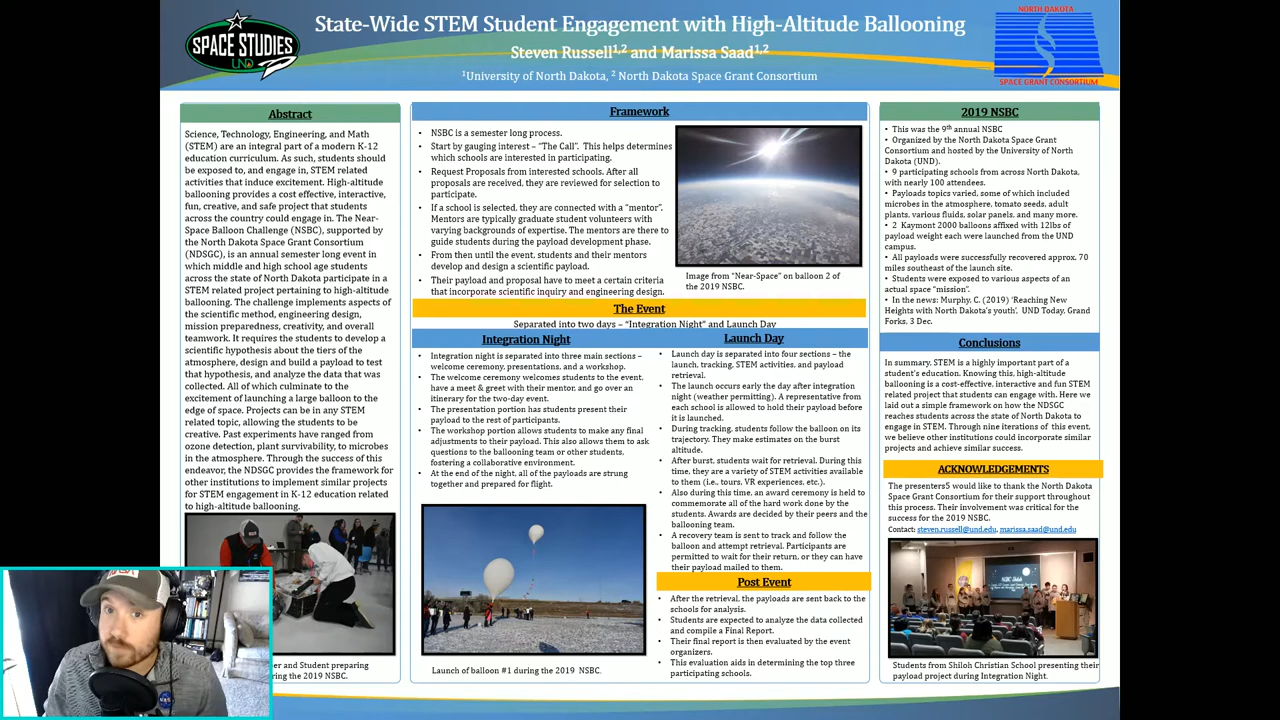 State-Wide STEM Student Engagement with High-Altitude Ballooning
Steven Russell1,2 and Marissa Saad1,2
1University of North Dakota, 2 North Dakota Space Grant Consortium
SPACE STUDIES
UND
NORTH DAKOTA
SPACE GRANT CONSORTIUM
Abstract
Science, Technology, Engineering, and Math
(STEM) are an integral part of a modern K-12
education curriculum. As such, students should
be exposed to, and engage in, STEM related
activities that induce excitement. High-altitude
ballooning provides a cost effective, interactive,
fun, creative, and safe project that students
across the country could engage in. The Near-
Space Balloon Challenge (NSBC), supported by
the North Dakota Space Grant Consortium
(NDSGC), is an annual semester long event in
which middle and high school age students
across the state of North Dakota participate in a
STEM related project pertaining to high-altitude
ballooning. The challenge implements aspects of
the scientific method, engineering design,
mission preparedness, creativity, and overall
teamwork. It requires the students to develop a
scientific hypothesis about the tiers of the
atmosphere, design and build a payload to test
that hypothesis, and analyze the data that was
collected. All of which culminate to the
excitement of launching a large balloon to the
edge of space. Projects can be in any STEM
related topic, allowing the students to be
creative. Past experiments have ranged from
ozone detection, plant survivability, to microbes
in the atmosphere. Through the success of this
endeavor, the NDSGC provides the framework for
other institutions to implement similar projects
for STEM engagement in K-12 education related
to high-altitude ballooning.
er and Student preparing
ring the 2019 NSBC.
Framework
• NSBC is a semester long process.
• Start by gauging interest – "The Call". This helps determine
which schools are interested in participating.
• Request Proposals from interested schools. After all
proposals are received, they are reviewed for selection to
participate.
• If a school is selected, they are connected with a "mentor".
Mentors are typically graduate student volunteers with
varying backgrounds of expertise. The mentors are there to
guide students during the payload development phase.
• From then until the event, students and their mentors
develop and design a scientific payload.
• Their payload and proposal have to meet a certain criteria
that incorporate scientific inquiry and engineering design.
Image from "Near-Space" on balloon 2 of
the 2019 NSBC.
The Event
Separated into two days – "Integration Night" and Launch Day
Integration Night
• Integration night is separated into three main sections –
welcome ceremony, presentations, and a workshop.
• The welcome ceremony welcomes students to the event,
have a meet & greet with their mentor, and go over an
itinerary for the two-day event.
• The presentation portion has students present their
payload to the rest of participants.
• The workshop portion allows students to make any final
adjustments to their payload. This also allows them to ask
questions to the ballooning team or other students,
fostering a collaborative environment.
• At the end of the night, all of the payloads are strung
together and prepared for flight.
Launch of balloon #1 during the 2019 NSBC.
Launch Day
• Launch day is separated into four sections – the
launch, tracking, STEM activities, and payload
retrieval.
• The launch occurs early the day after integration
night (weather permitting). A representative from
each school is allowed to hold their payload before
it is launched.
• During tracking, students follow the balloon on its
trajectory. They make estimates on the burst
altitude.
• After burst, students wait for retrieval. During this
time, they are a variety of STEM activities available
to them (i.e., tours, VR experiences, etc.).
• Also during this time, an award ceremony is held to
commemorate all of the hard work done by the
students. Awards are decided by their peers and the
ballooning team.
• A recovery team is sent to track and follow the
balloon and attempt retrieval. Participants are
permitted to wait for their return, or they can have
their payload mailed to them.
Post Event
• After the retrieval, the payloads are sent back to the
schools for analysis.
• Students are expected to analyze the data collected
and compile a Final Report.
• Their final report is then evaluated by the event
organizers.
• This evaluation aids in determining the top three
participating schools.
2019 NSBC
• This was the 9th annual NSBC
• Organized by the North Dakota Space Grant
Consortium and hosted by the University of North
Dakota (UND).
• 9 participating schools from across North Dakota,
with nearly 100 attendees.
• Payloads topics varied, some of which included
microbes in the atmosphere, tomato seeds, adult
plants, various fluids, solar panels, and many more.
• 2 Kaymont 2000 balloons affixed with 12lbs of
payload weight each were launched from the UND
campus.
• All payloads were successfully recovered approx. 70
miles southeast of the launch site.
• Students were exposed to various aspects of an
actual space "mission".
• In the news: Murphy, C. (2019) 'Reaching New
Heights with North Dakota's youth'. UND Today. Grand
Forks, 3 Dec.
Conclusions
In summary, STEM is a highly important part of a
student's education. Knowing this, high-altitude
ballooning is a cost-effective, interactive and fun STEM
related project that students can engage with. Here we
laid out a simple framework on how the NDSGC
reaches students across the state of North Dakota to
engage in STEM. Through nine iterations of this event,
we believe other institutions could incorporate similar
projects and achieve similar success.
ACKNOWLEDGEMENTS
The presenters5 would like to thank the North Dakota
Space Grant Consortium for their support throughout
this process. Their involvement was critical for the
success for the 2019 NSBC.
Contact: steven.russell@und.edu, marissa.saad@und.edu
Students from Shiloh Christian School presenting their
payload project during Integration Night.